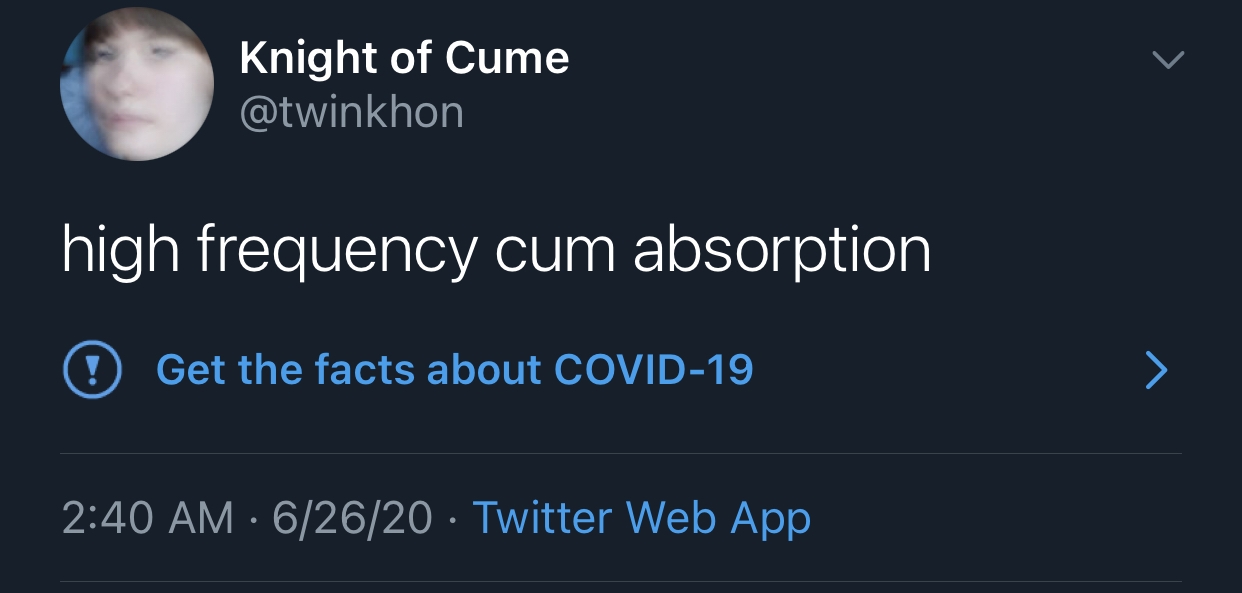 Knight of Cume
@twinkhon
high frequency cum absorption
Get the facts about COVID-19
2:40 AM · 6/26/20 · Twitter Web App